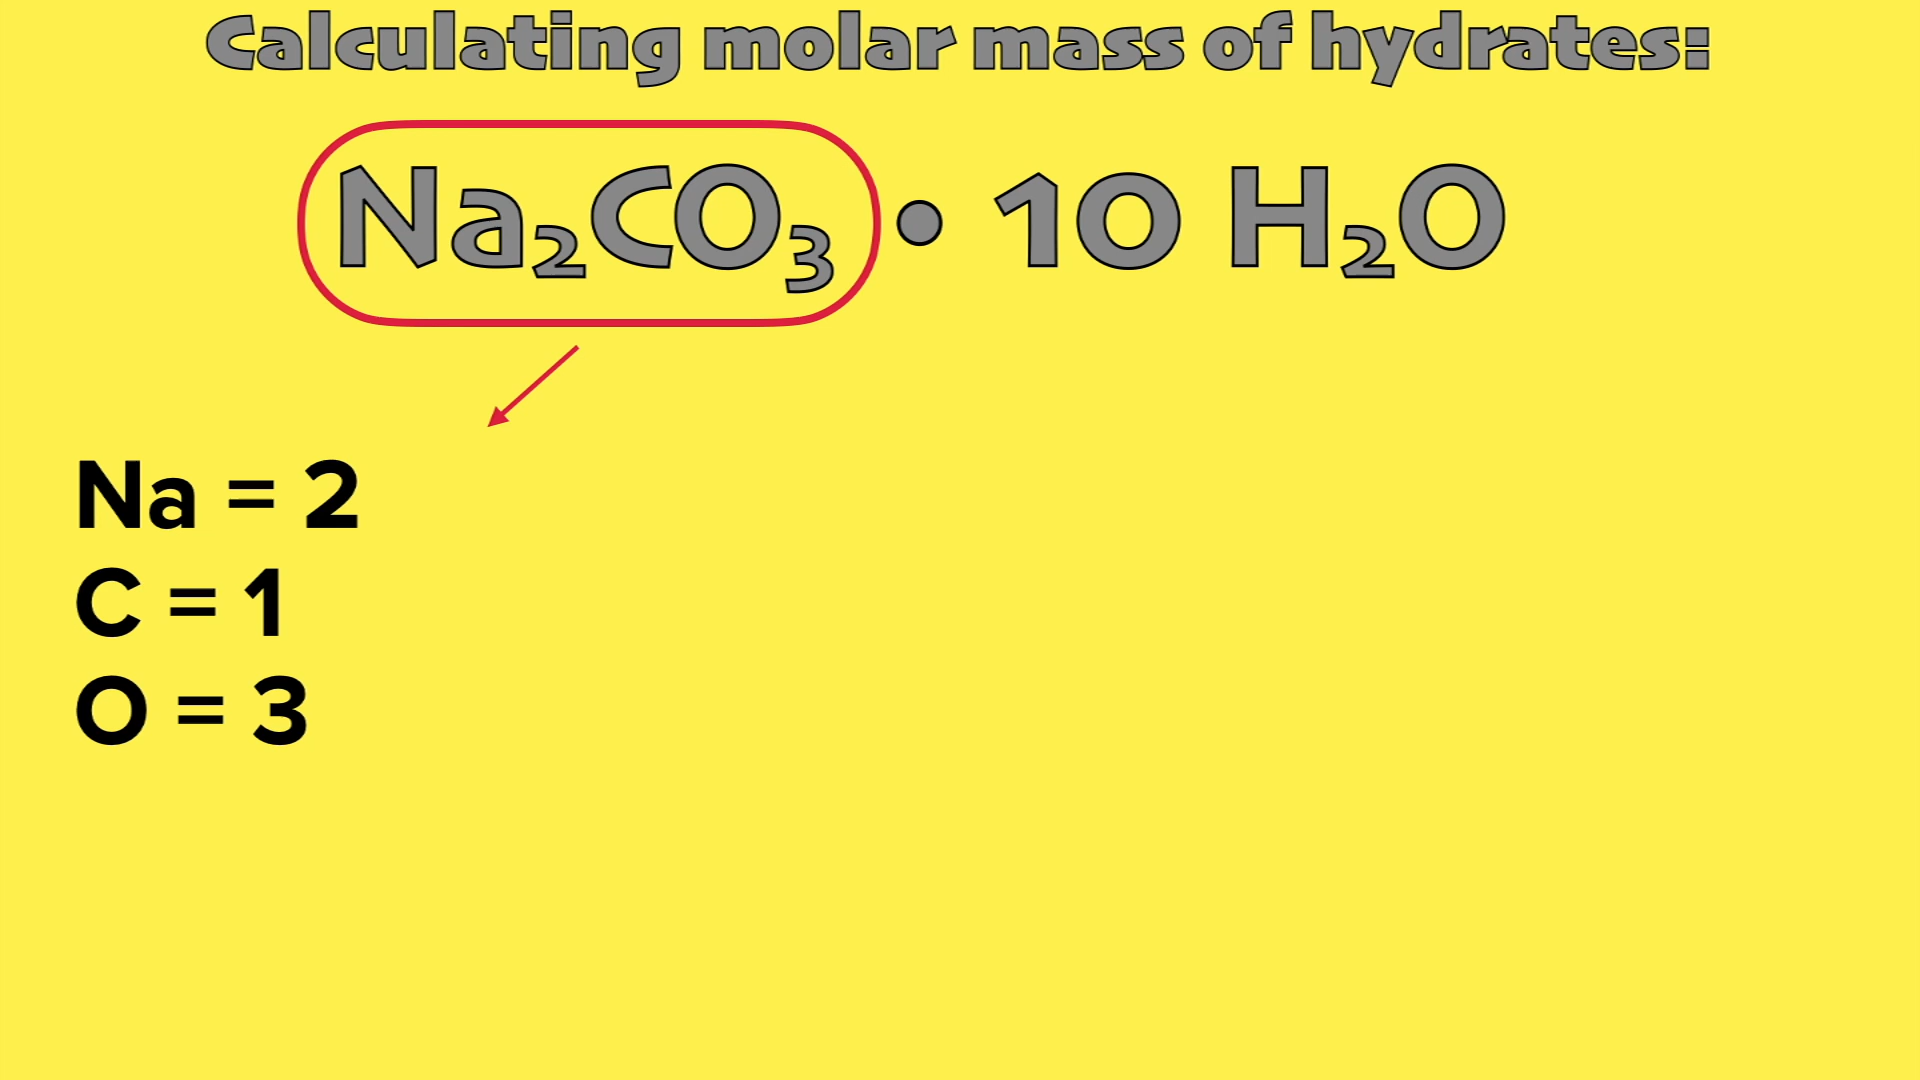 Calculating molar mass of hydrates:
Na₂CO₃ • 10 H₂O
Na = 2
C = 1
O = 3